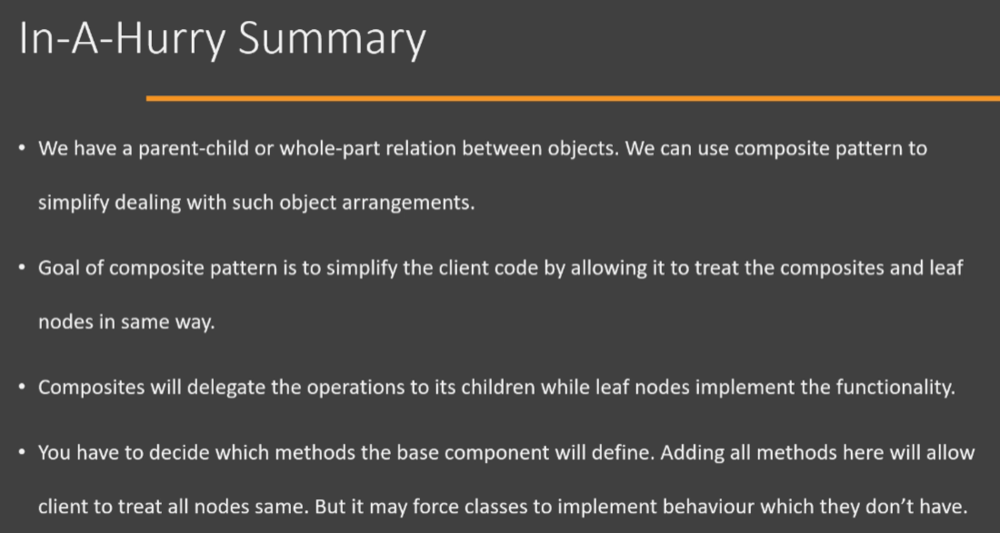 In-A-Hurry Summary
• We have a parent-child or whole-part relation between objects. We can use composite pattern to
simplify dealing with such object arrangements.
• Goal of composite pattern is to simplify the client code by allowing it to treat the composites and leaf
nodes in same way.
• Composites will delegate the operations to its children while leaf nodes implement the functionality.
• You have to decide which methods the base component will define. Adding all methods here will allow
client to treat all nodes same. But it may force classes to implement behaviour which they don’t have.